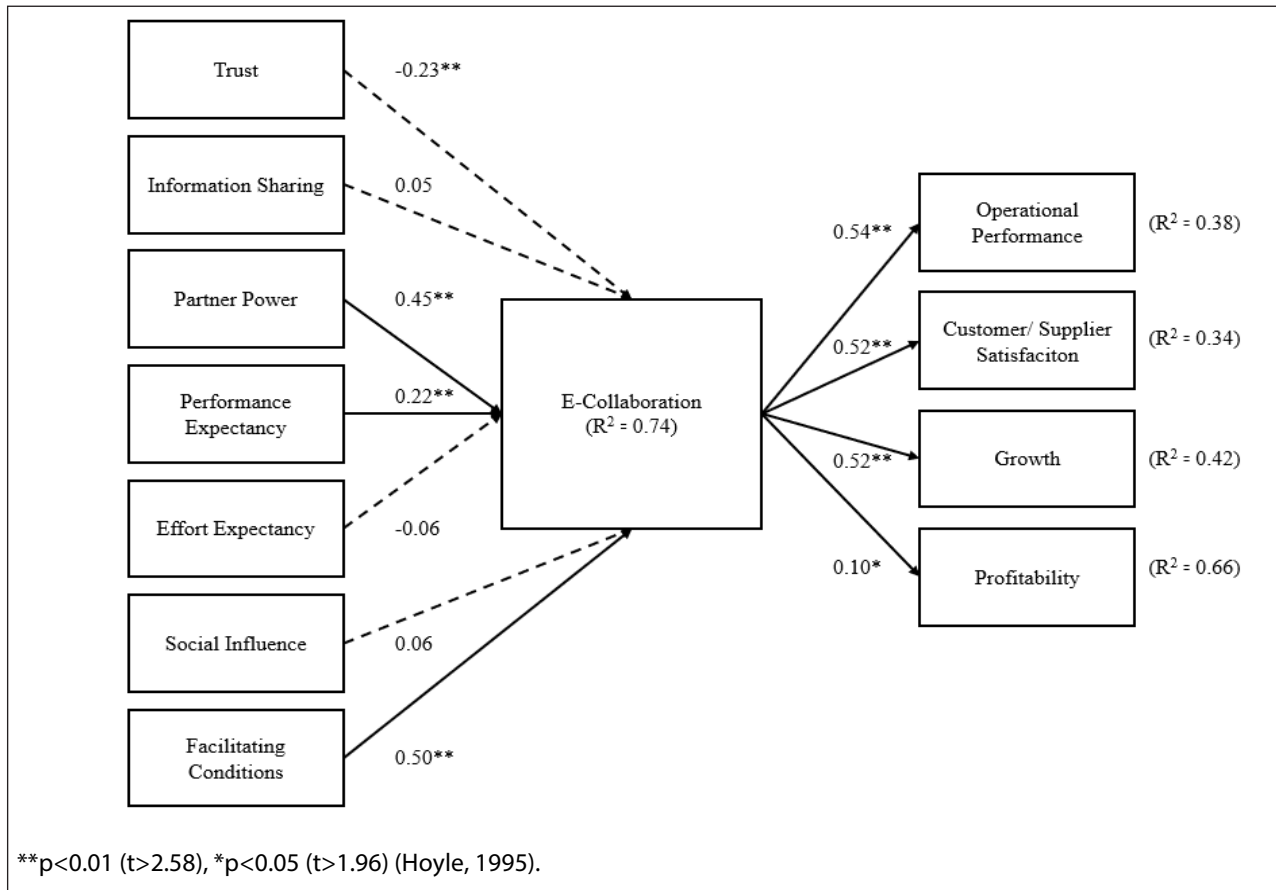 Trust
-0.23**
Information Sharing
0.05
Partner Power
0.45**
Performance
Expectancy
0.22**
Effort Expectancy
-0.06
Social Influence
0.06
Facilitating
Conditions
0.50**
E-Collaboration
(R² = 0.74)
0.54**
Operational
Performance
(R² = 0.38)
0.52**
Customer/ Supplier
Satisfaciton
(R² = 0.34)
0.52**
Growth
(R² = 0.42)
0.10*
Profitability
(R² = 0.66)
**p<0.01 (t>2.58), *p<0.05 (t>1.96) (Hoyle, 1995).